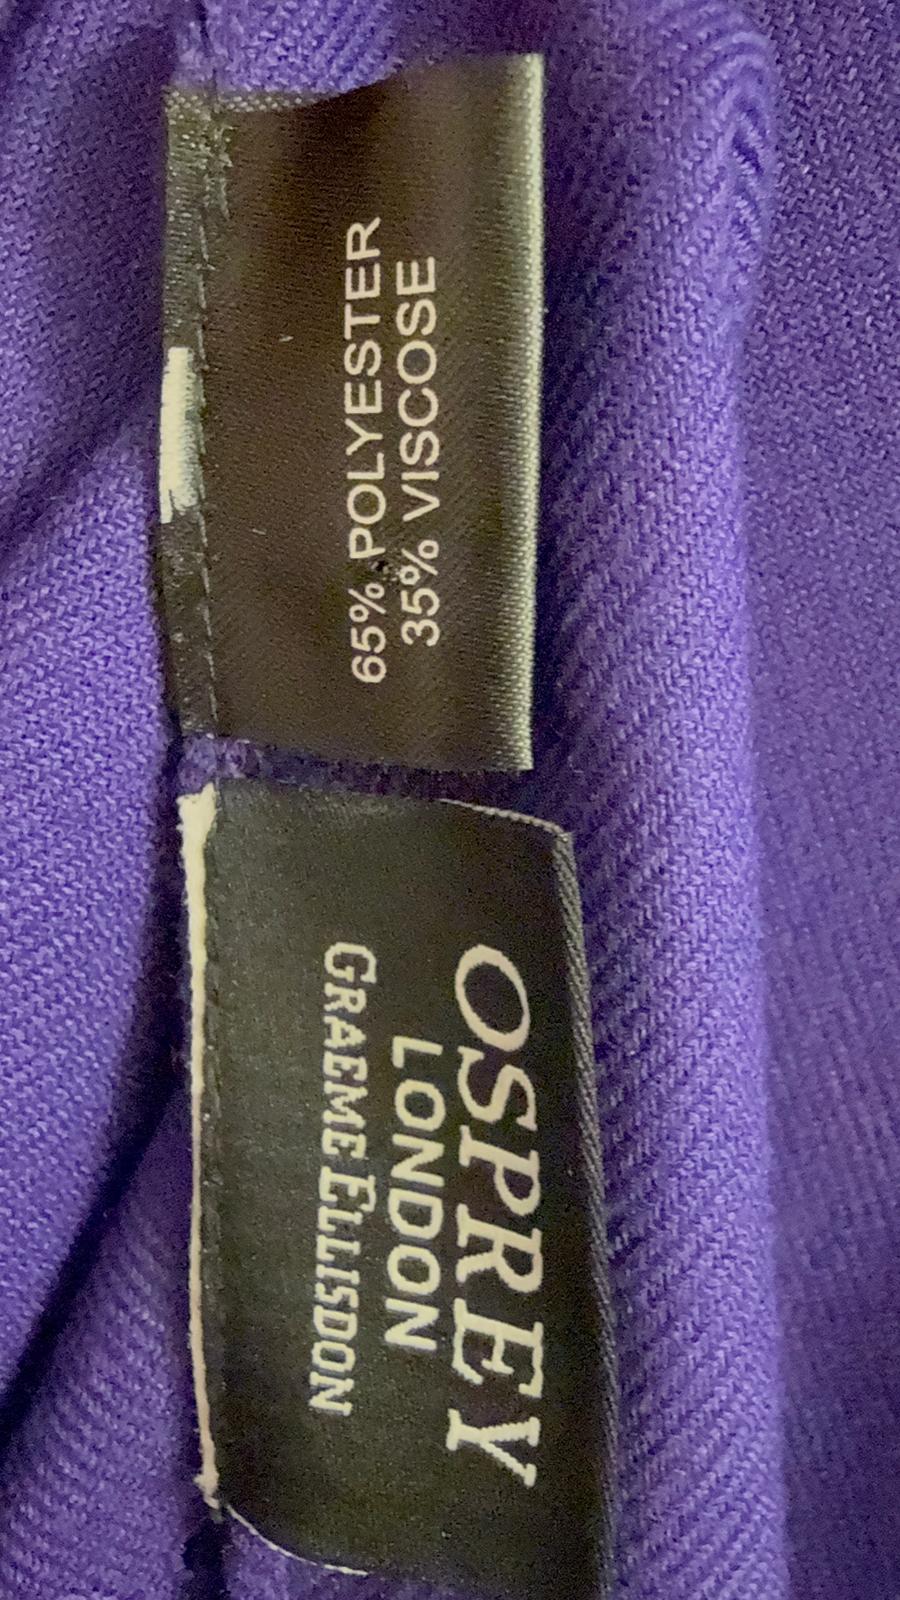 65% POLYESTER
35% VISCOSE
OSPREY
LONDON
GRAEME ELLISDON